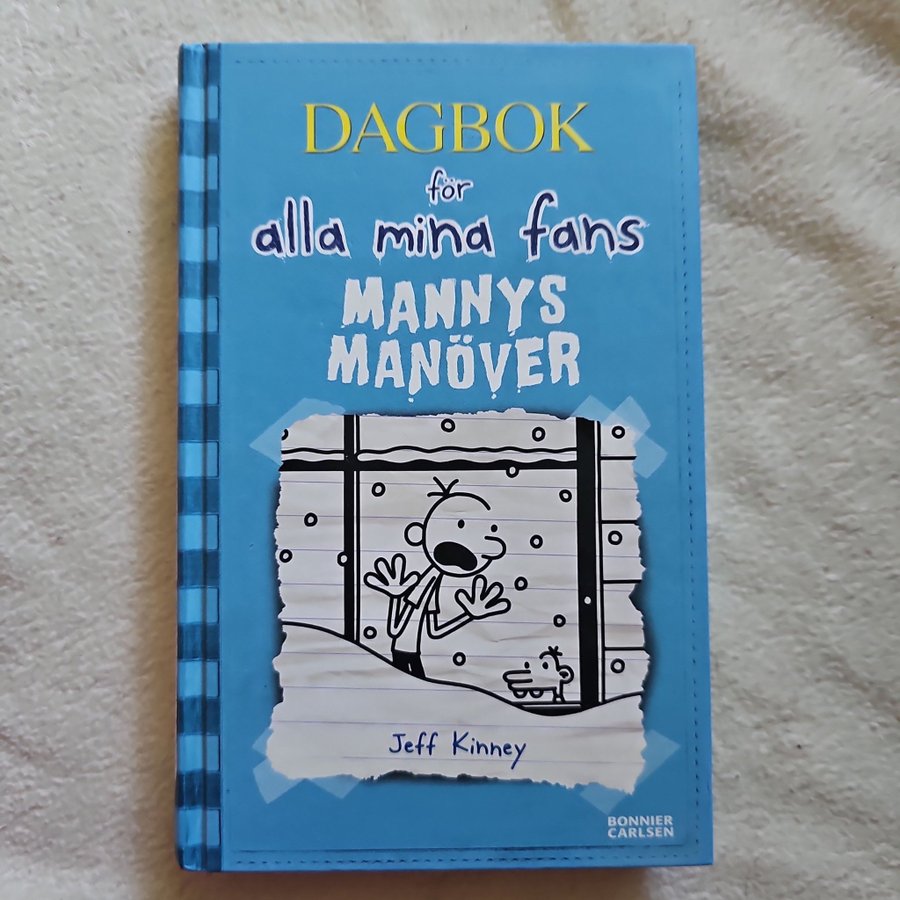 DAGBOK
för
alla mina fans
MANNYS
MANÖVER
Jeff Kinney
BONNIER
CARLSEN